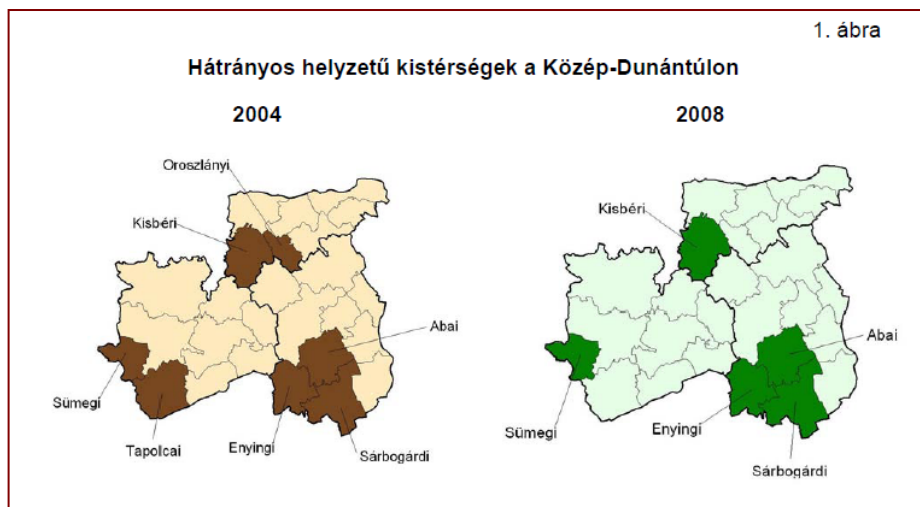 1. ábra
Hátrányos helyzetű kistérségek a Közép-Dunántúlon
2004
2008
Oroszlányi
Kisbéri
Abai
Sümegi
Tapolcai
Enyingi
Sárbogárdi
Kisbéri
Abai
Sümegi
Enyingi
Sárbogárdi